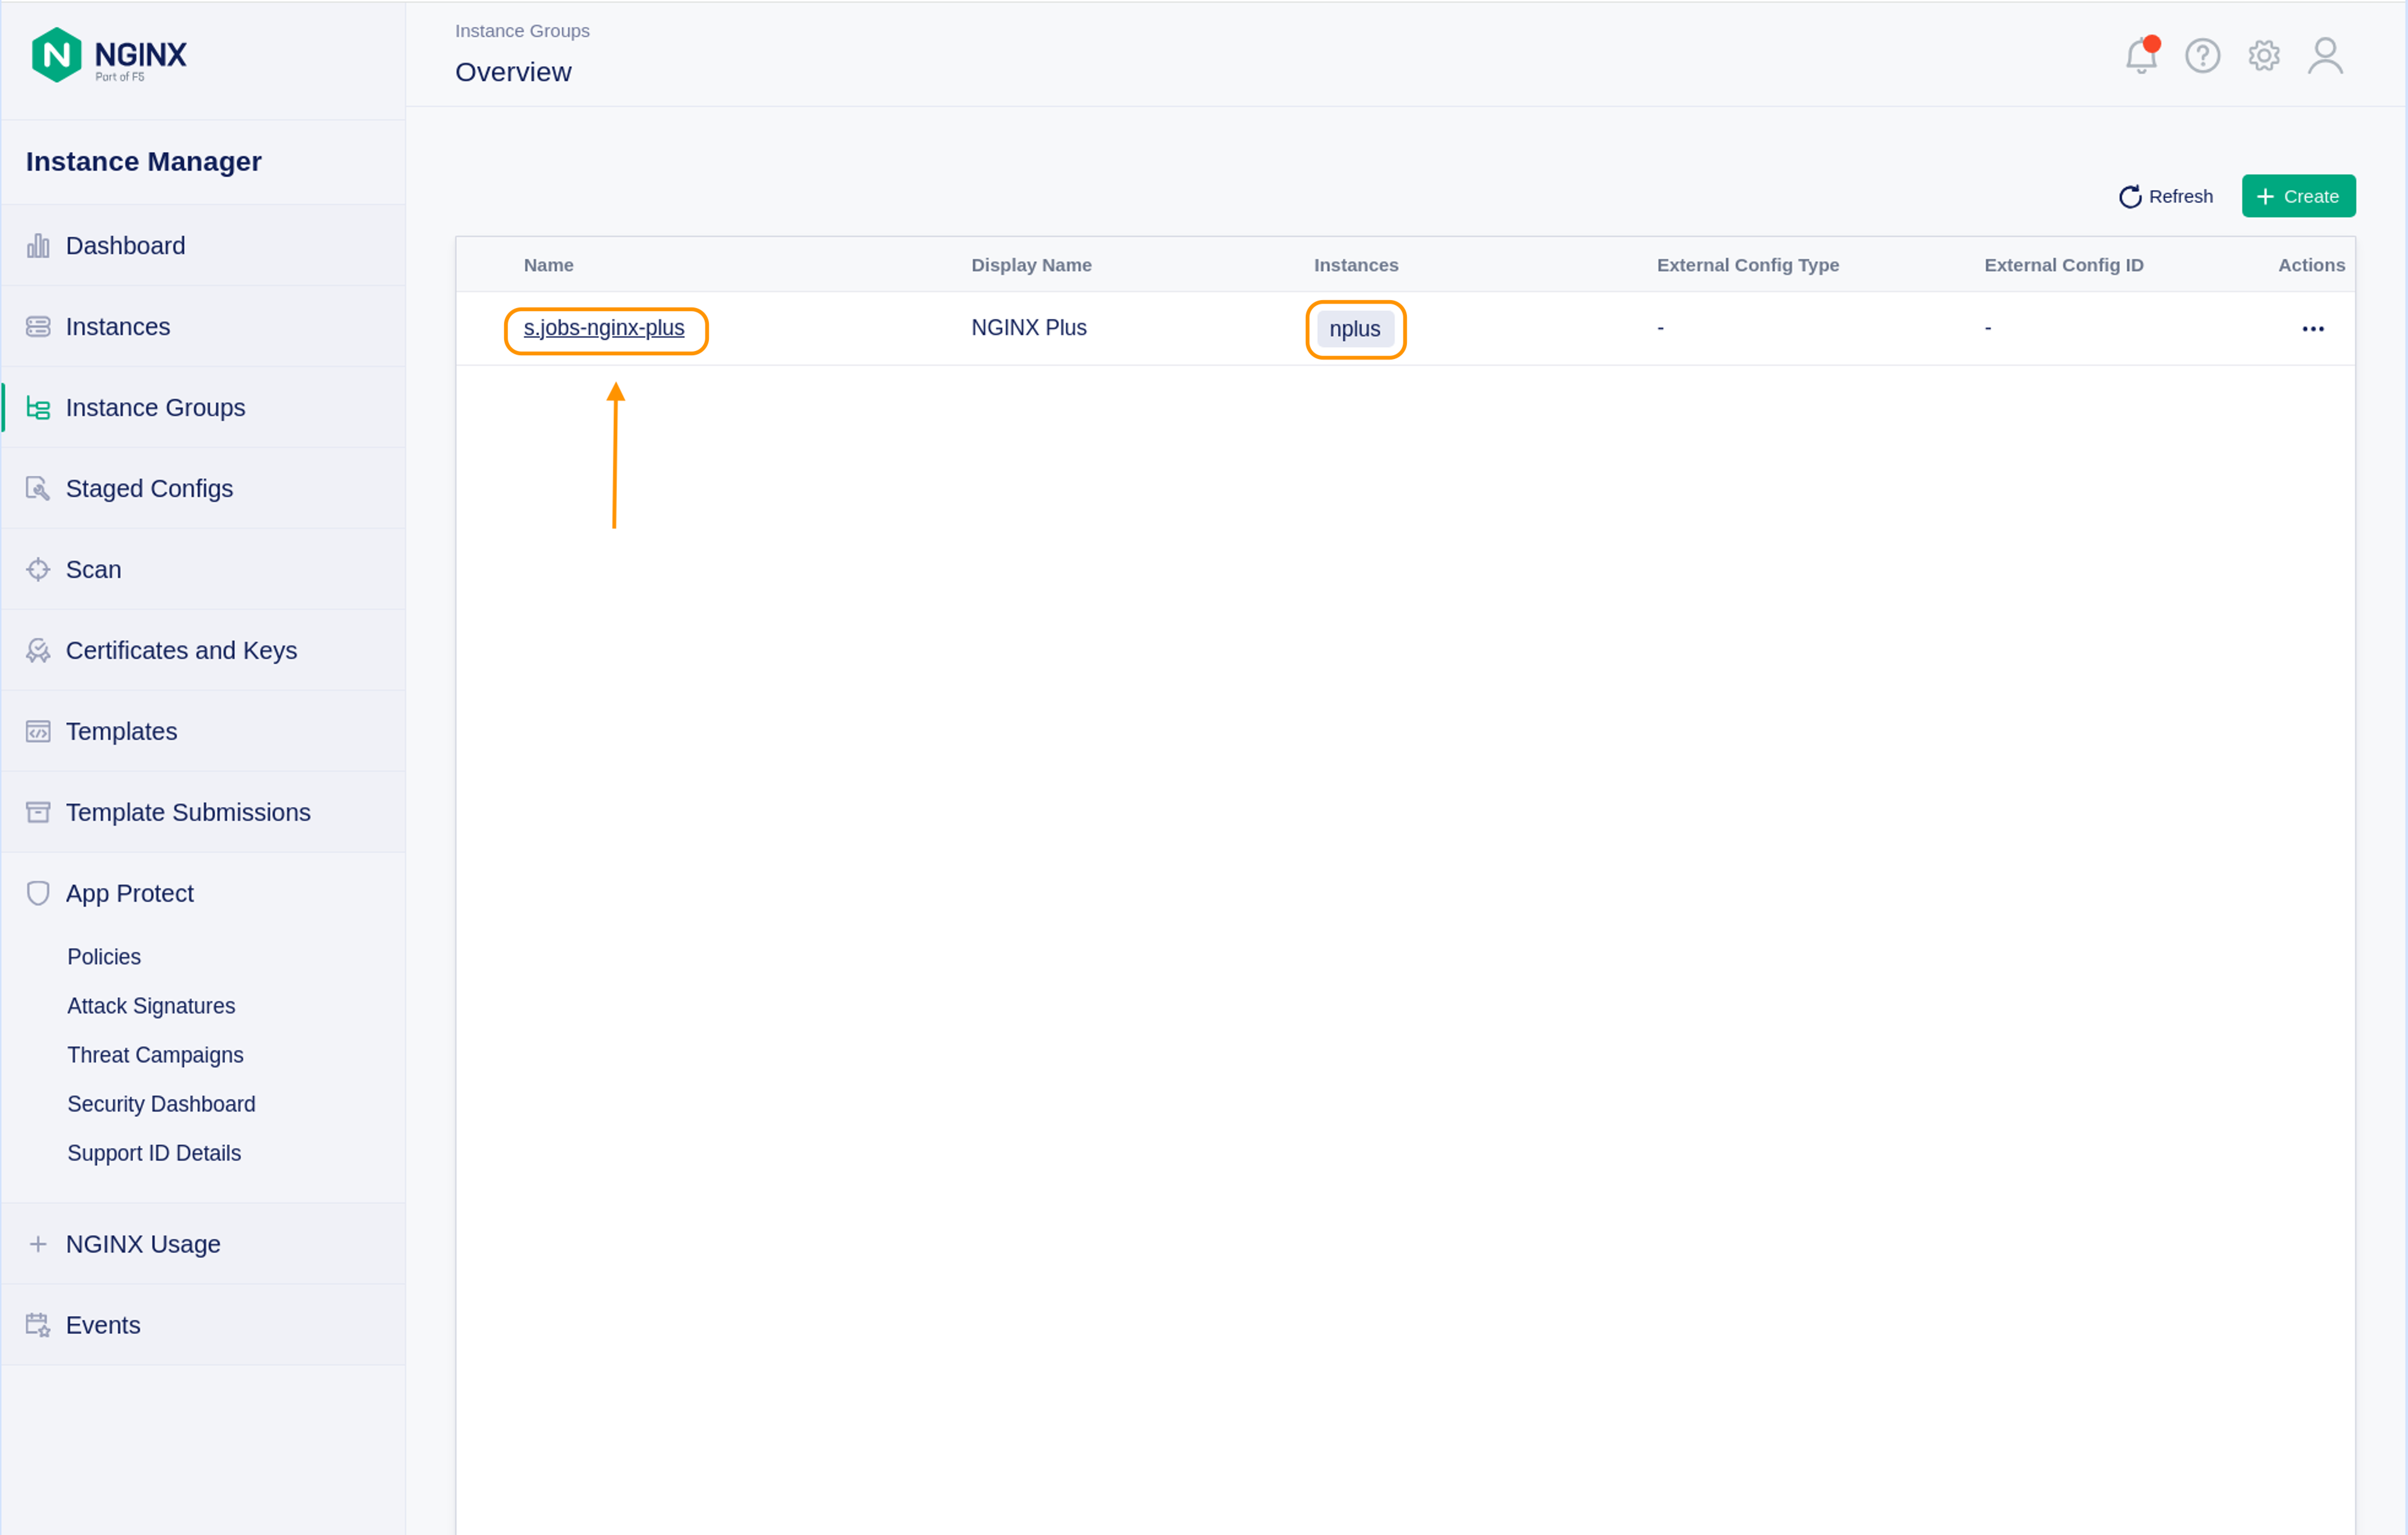 NGINX
Part of F5
Instance Manager
Dashboard
Instances
Instance Groups
Staged Configs
Scan
Certificates and Keys
Templates
Template Submissions
App Protect
Policies
Attack Signatures
Threat Campaigns
Security Dashboard
Support ID Details
NGINX Usage
Events
Instance Groups
Overview
Refresh
+ Create
Name Display Name Instances External Config Type External Config ID Actions
s.jobs-nginx-plus NGINX Plus nplus - - ...